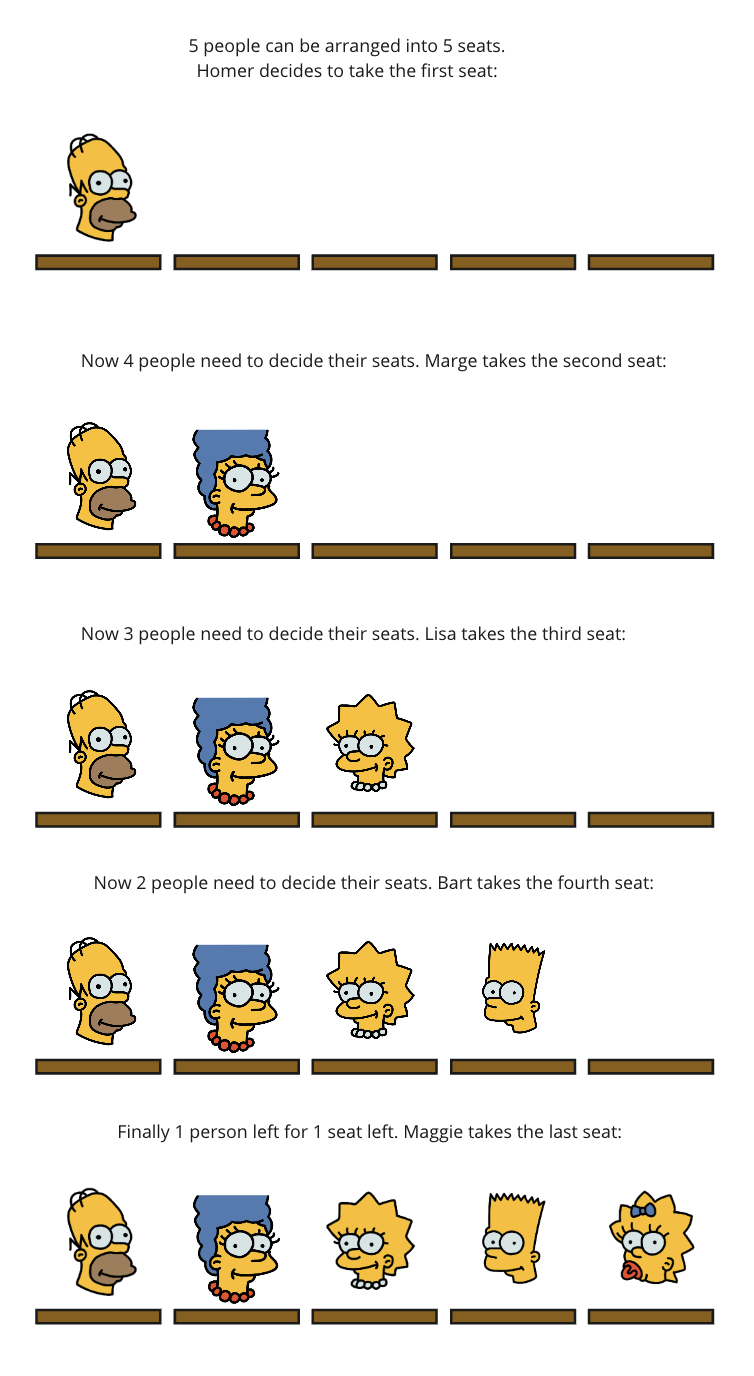 5 people can be arranged into 5 seats.
Homer decides to take the first seat:
Now 4 people need to decide their seats. Marge takes the second seat:
Now 3 people need to decide their seats. Lisa takes the third seat:
Now 2 people need to decide their seats. Bart takes the fourth seat:
Finally 1 person left for 1 seat left. Maggie takes the last seat: